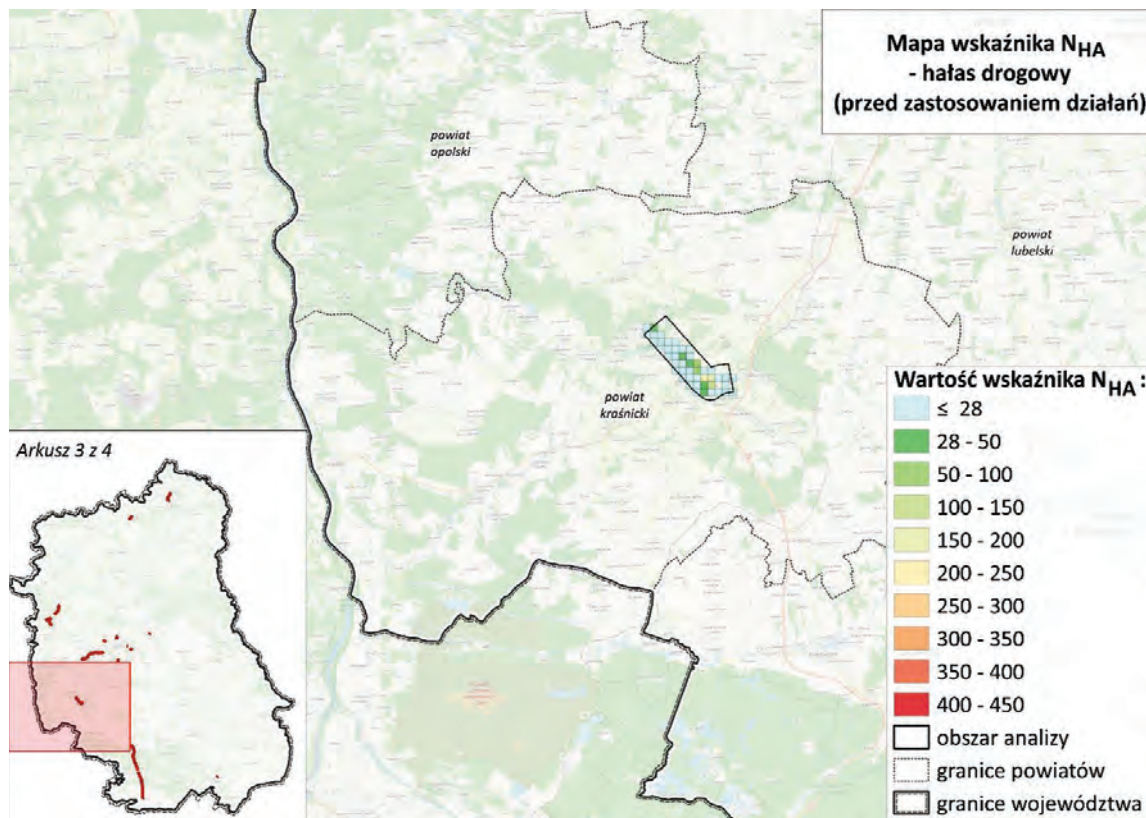 Mapa wskaźnika NHA
- hałas drogowy
(przed zastosowaniem działań)
powiat
opolski
powiat
lubelski
powiat
kraśnicki
Arkusz 3 z 4
Wartość wskaźnika NHA :
≤ 28
28 - 50
50 - 100
100 - 150
150 - 200
200 - 250
250 - 300
300 - 350
350 - 400
400 - 450
obszar analizy
granice powiatów
granice województwa